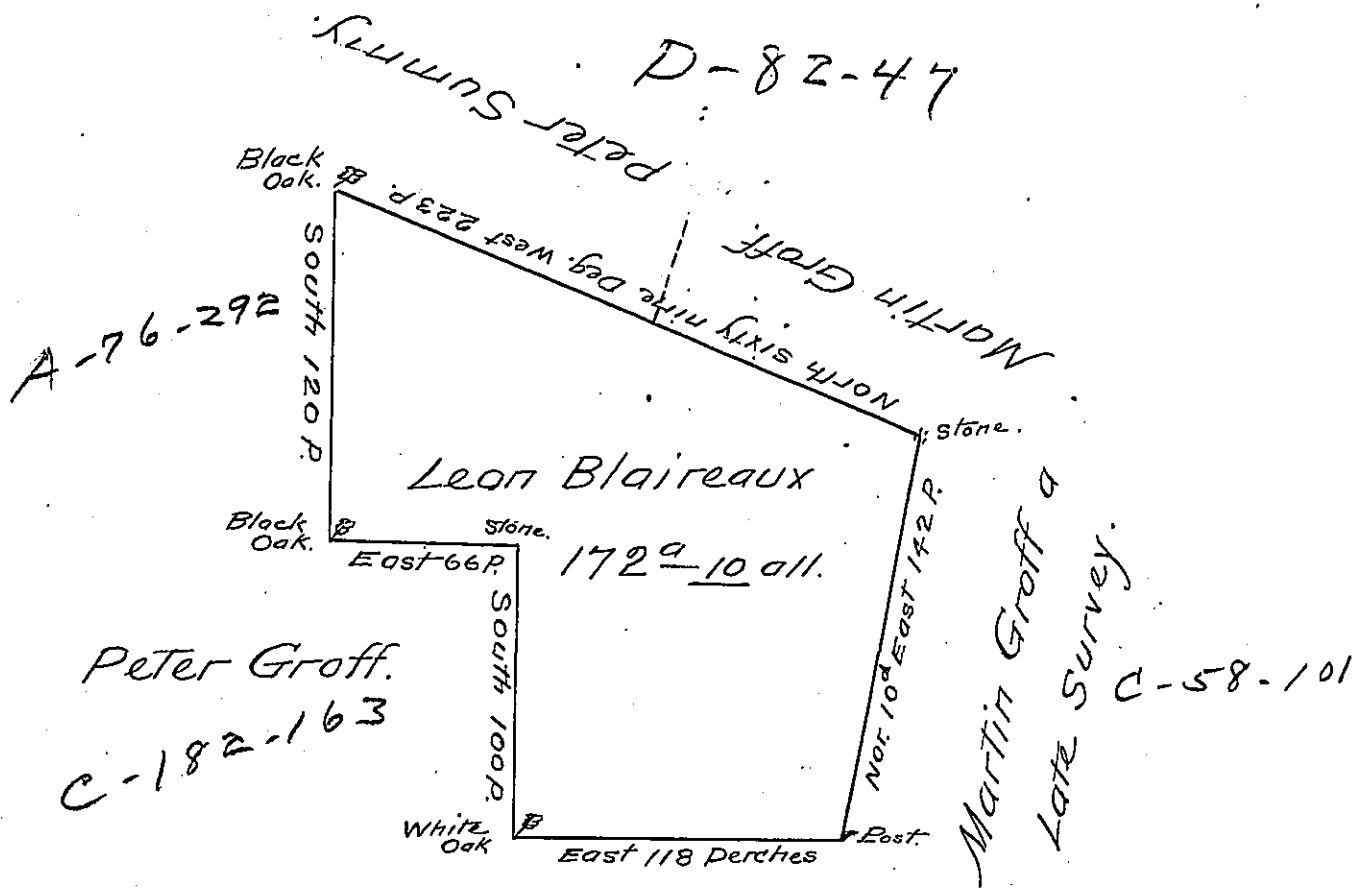 D-82-47
Peter Summy.
Martin Groff.
Black
Oak.
North sixty nine Deg. West 223 P.
South 120 P.
A-76-292
Stone.
Lean Blaireaux
172 a 10 all.
Black
Oak.
Stone.
East 66 P.
Nor. 10d East 142 P.
Martin Groff a
Late Survey.
C-58-101
Peter Groff.
C-182-163
South 100 P.
White
Oak
Post.
East 118 Perches